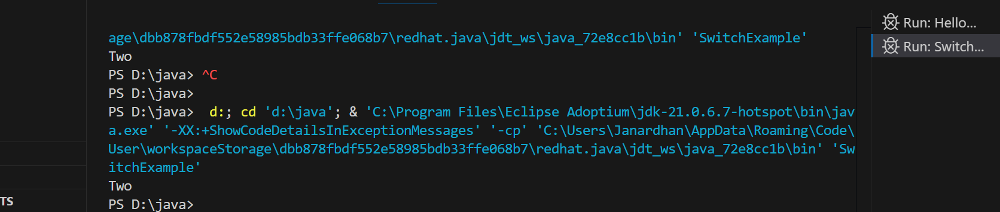 age\dbb878fbdf552e58985bdb33ffe068b7\redhat.java\jdt_ws\java_72e8cc1b\bin' 'SwitchExample'
Two
PS D:\java> ^C
PS D:\java>
PS D:\java>  d:; cd 'd:\java'; & 'C:\Program Files\Eclipse Adoptium\jdk-21.0.6.7-hotspot\bin\jav
a.exe' '-XX:+ShowCodeDetailsInExceptionMessages' '-cp' 'C:\Users\Janardhan\AppData\Roaming\Code\
User\workspaceStorage\dbb878fbdf552e58985bdb33ffe068b7\redhat.java\jdt_ws\java_72e8cc1b\bin' 'Sw
itchExample'
Two
PS D:\java>
Run: Hello...
Run: Switch...
TS